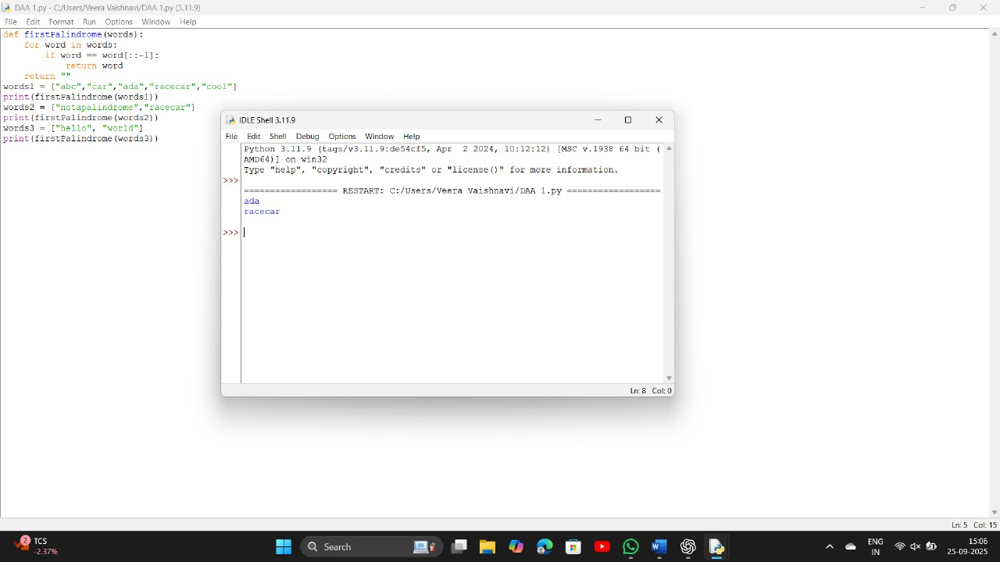 DAA 1.py - C:/Users/Veera Vaishnavi/DAA 1.py (3.11.9)
File Edit Format Run Options Window Help
def firstPalindrome(words):
    for word in words:
        if word == word[::-1]:
            return word
    return ""
words1 = ["abc","car","ada","racecar","cool"]
print(firstPalindrome(words1))
words2 = ["notapalindrome","racecar"]
print(firstPalindrome(words2))
words3 = ["hello", "world"]
print(firstPalindrome(words3))
IDLE Shell 3.11.9
File Edit Shell Debug Options Window Help
Python 3.11.9 (tags/v3.11.9:de54cf5, Apr  2 2024, 10:12:12) [MSC v.1938 64 bit (
AMD64)] on win32
Type "help", "copyright", "credits" or "license()" for more information.
>>>
================== RESTART: C:/Users/Veera Vaishnavi/DAA 1.py ==================
ada
racecar
>>>
Ln: 8 Col: 0
Ln: 5 Col: 15
2 TCS
-2.37%
Search
ENG
IN
15:06
25-09-2025